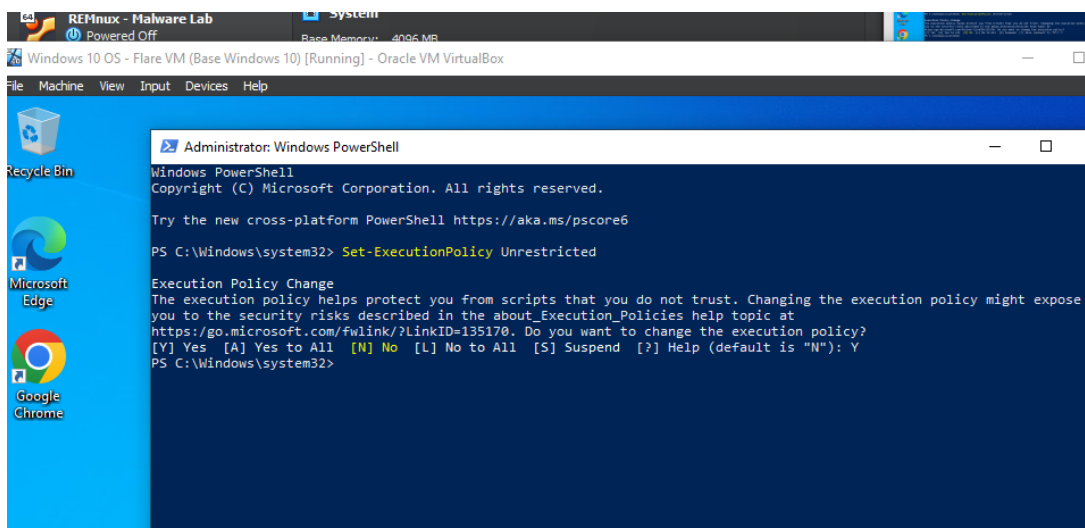 64
REMnux - Malware Lab
Powered Off
System
Base Memory: 4096 MB
Windows 10 OS - Flare VM (Base Windows 10) [Running] - Oracle VM VirtualBox
File Machine View Input Devices Help
Recycle Bin
Microsoft
Edge
Google
Chrome
Administrator: Windows PowerShell
Windows PowerShell
Copyright (C) Microsoft Corporation. All rights reserved.
Try the new cross-platform PowerShell https://aka.ms/pscore6
PS C:\Windows\system32> Set-ExecutionPolicy Unrestricted
Execution Policy Change
The execution policy helps protect you from scripts that you do not trust. Changing the execution policy might expose
you to the security risks described in the about_Execution_Policies help topic at
https:/go.microsoft.com/fwlink/?LinkID=135170. Do you want to change the execution policy?
[Y] Yes [A] Yes to All [N] No [L] No to All [S] Suspend [?] Help (default is "N"): Y
PS C:\Windows\system32>